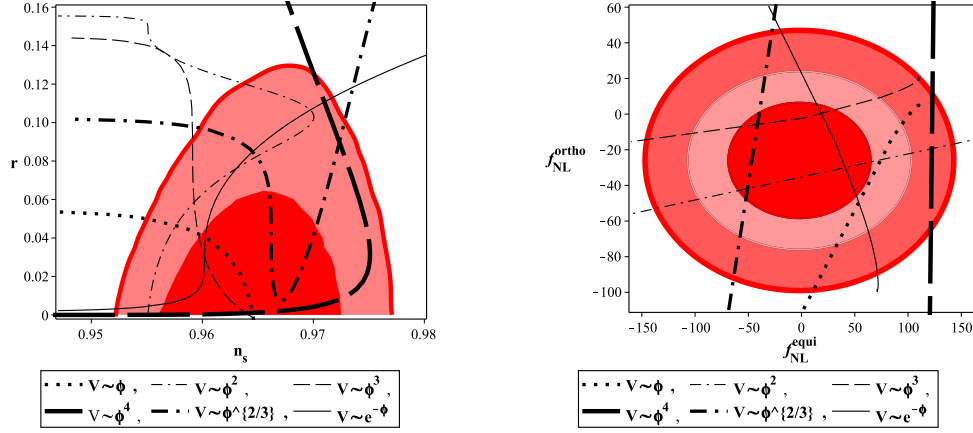 0.16
0.14
0.12
0.10
r
0.08
0.06
0.04
0.02
0
0.95
0.96
0.97
0.98
n_s
V~ϕ ,
V~ϕ^2 ,
V~ϕ^3 ,
V~ϕ^4 ,
V~ϕ^{2/3} ,
V~e^{-ϕ}
60
40
20
0
f_NL^ortho
−20
−40
−60
−80
−100
−150
−100
−50
0
50
100
150
f_NL^equi
V~ϕ ,
V~ϕ^2 ,
V~ϕ^3 ,
V~ϕ^4 ,
V~ϕ^{2/3} ,
V~e^{-ϕ}